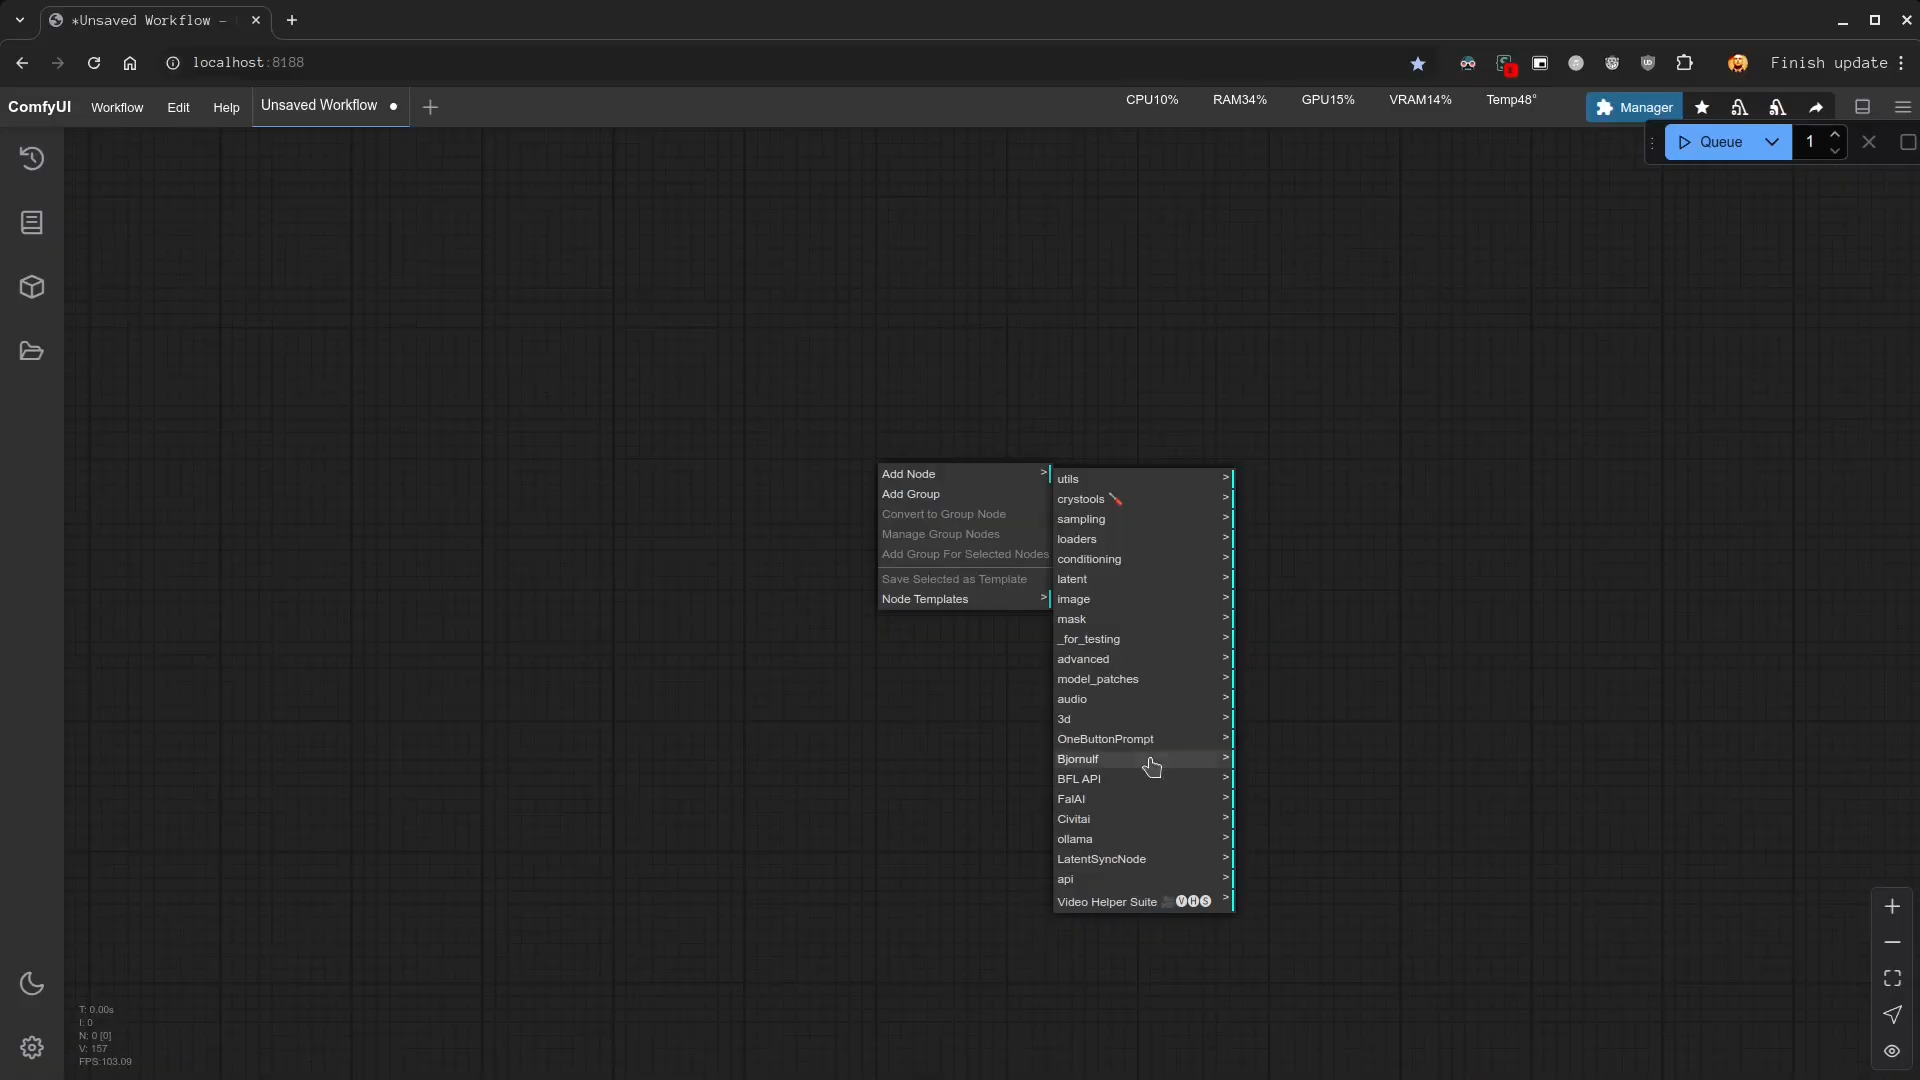 *Unsaved Workflow -
localhost:8188
Finish update
ComfyUI Workflow Edit Help Unsaved Workflow
CPU10% RAM34% GPU15% VRAM14% Temp48°
Manager
Queue 1
Add Node >
Add Group
Convert to Group Node
Manage Group Nodes
Add Group For Selected Nodes
Save Selected as Template
Node Templates >
utils >
crystools >
sampling >
loaders >
conditioning >
latent >
image >
mask >
_for_testing >
advanced >
model_patches >
audio >
3d >
OneButtonPrompt >
Bjornulf >
BFL API >
FalAI >
Civitai >
ollama >
LatentSyncNode >
api >
Video Helper Suite 🎥🅥🅗🅢 >
T: 0.00s
I: 0
N: 0 [0]
V: 157
FPS:103.09